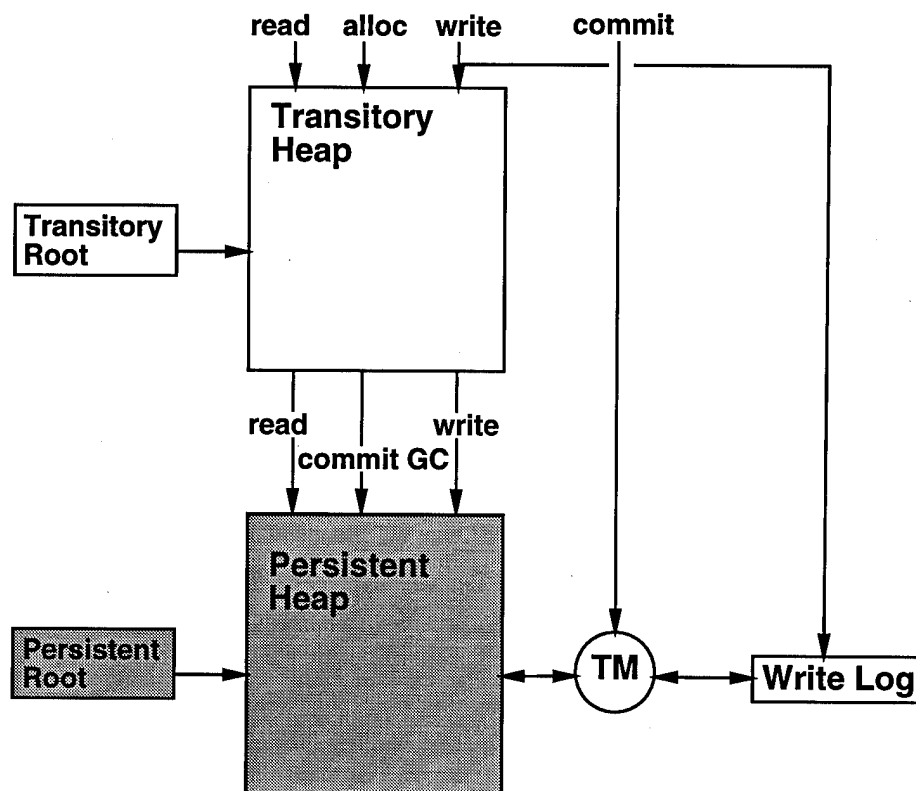 read alloc write commit
Transitory
Heap
Transitory
Root
read write
commit GC
Persistent
Heap
Persistent
Root
TM
Write Log